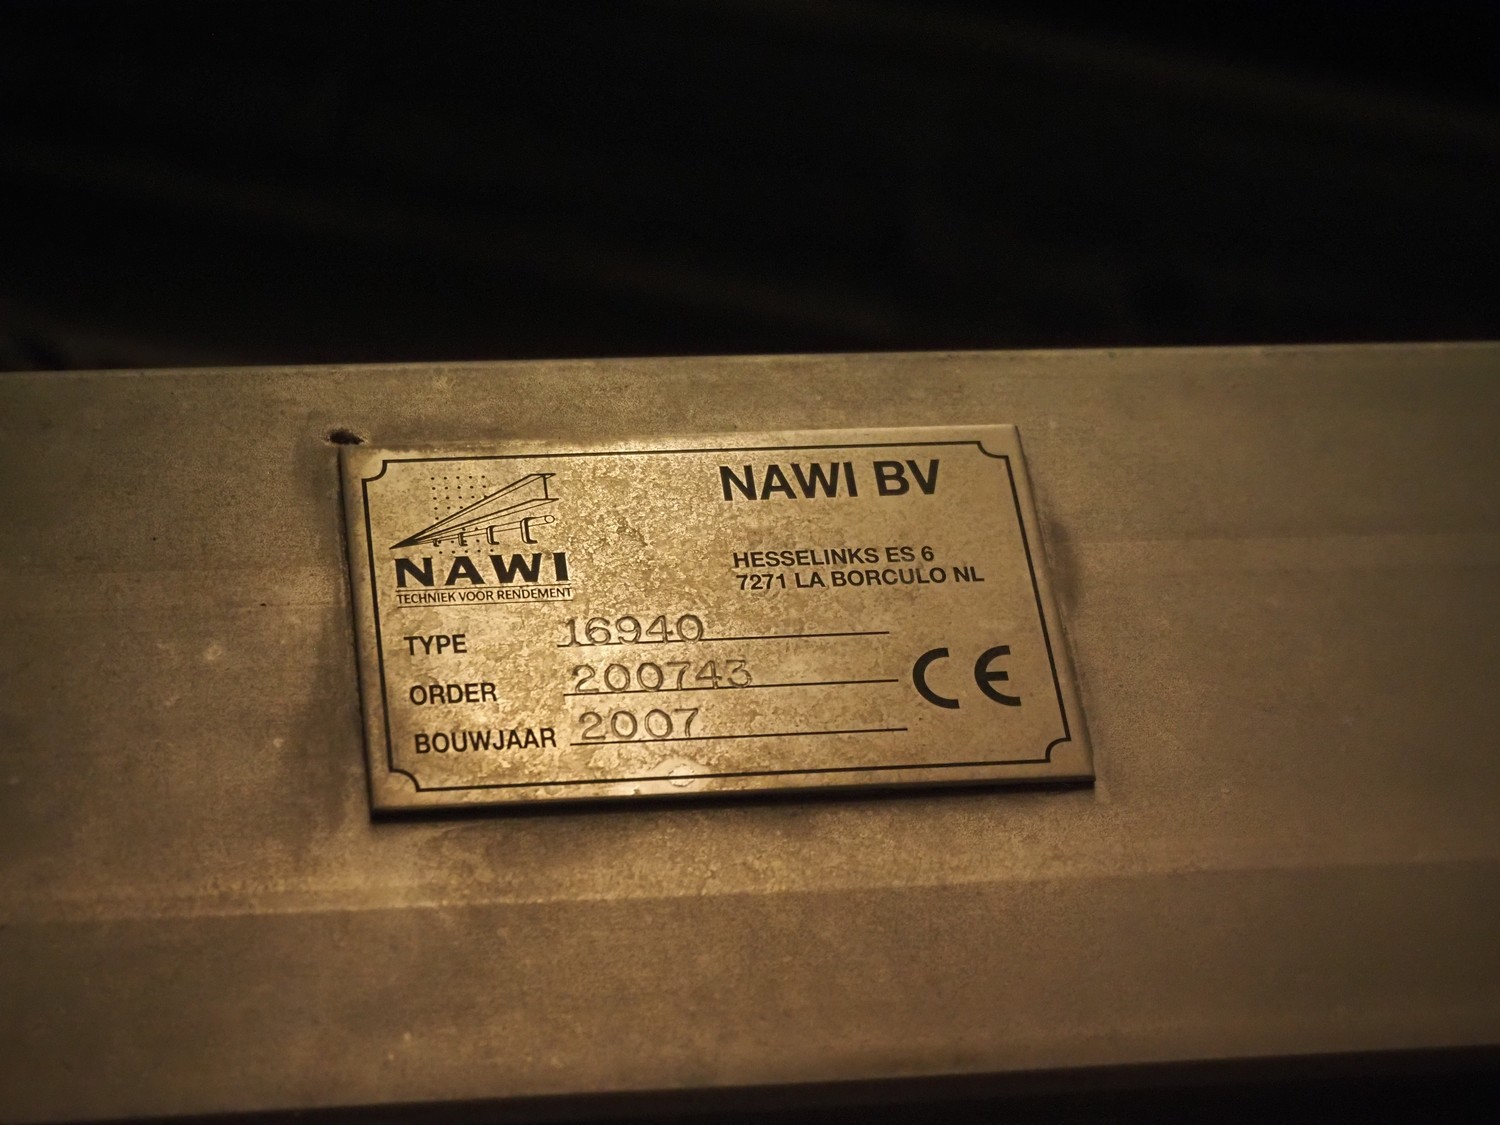 NAWI BV
NAWI
TECHNIEK VOOR RENDEMENT
HESSELINKS ES 6
7271 LA BORCULO NL
TYPE 16940
ORDER 200743
BOUWJAAR 2007
CE